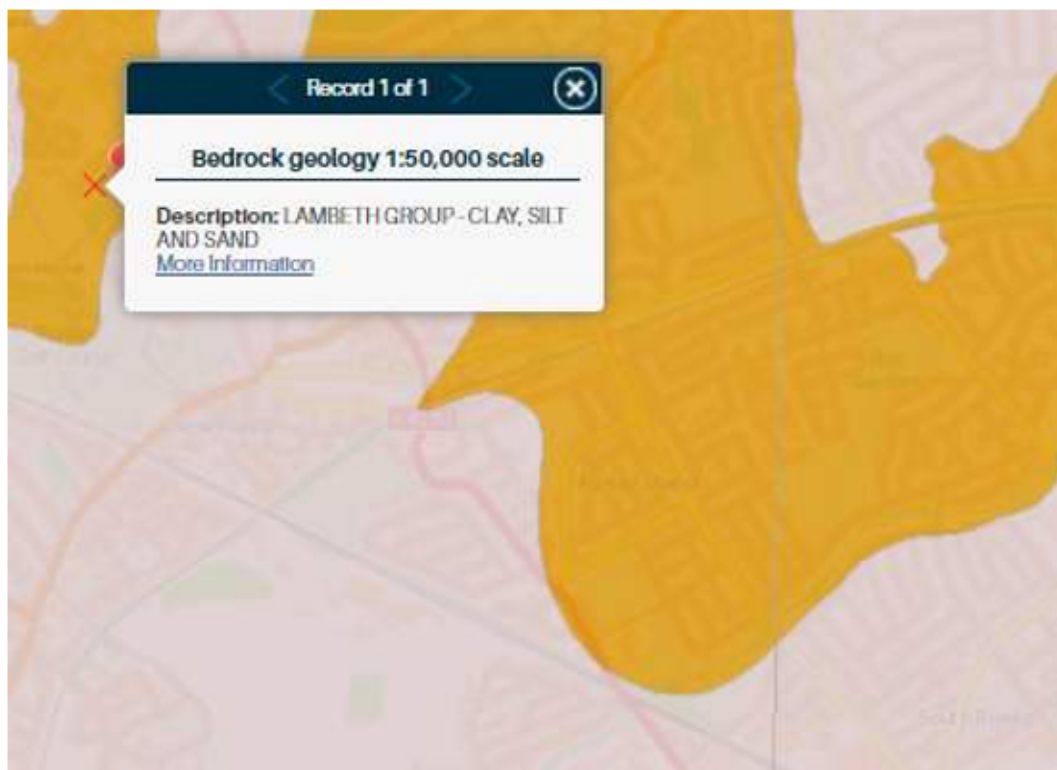 Record 1 of 1
Bedrock geology 1:50,000 scale
Description: LAMBETH GROUP - CLAY, SILT
AND SAND
More Information